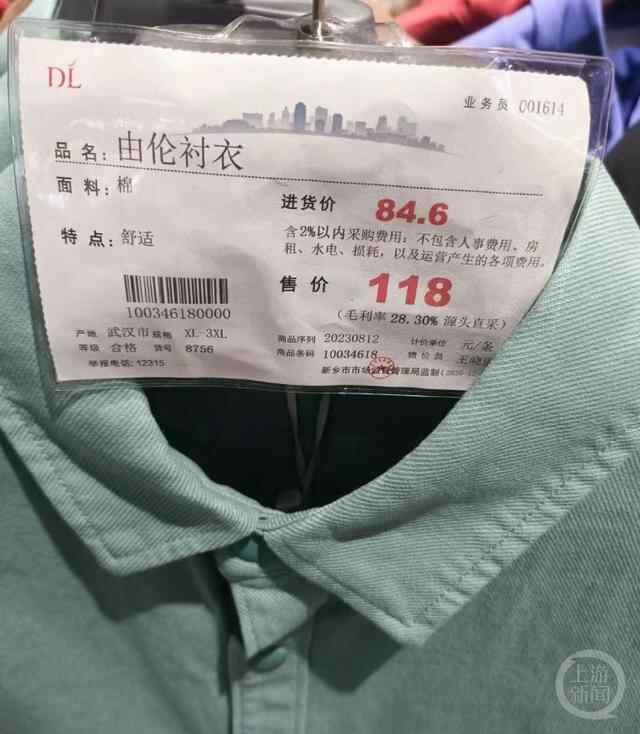 DL
业务员 C01614
品名：由伦衬衣
面料：棉
进货价 84.6
含2%以内采购费用；不包含人事费用、房
租、水电、损耗，以及运营产生的各项费用。
特点：舒适
售价 118
（毛利率 28.30% 源头直采）
100346180000
产地 武汉市 规格 XL-3XL
等级 合格 货号 8756
举报电话：12315
商品序列 20230812 计价单位 元/条
商品条码 10034618 物价员
新乡市市场 管理局监制
上游
新闻